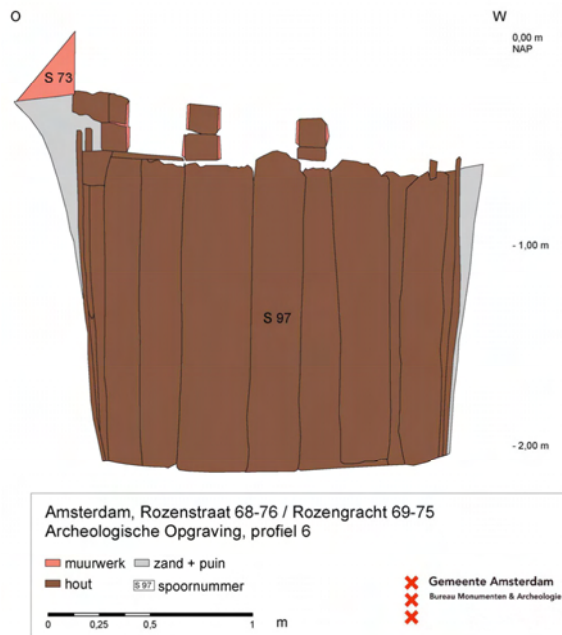 O
W
0,00 m
NAP
S 73
- 1,00 m
S 97
- 2,00 m
Amsterdam, Rozenstraat 68-76 / Rozengracht 69-75
Archeologische Opgraving, profiel 6
muurwerk
zand + puin
hout
S 97 spoornummer
Gemeente Amsterdam
Bureau Monumenten & Archeologie
0 0,25 0,5 1 m